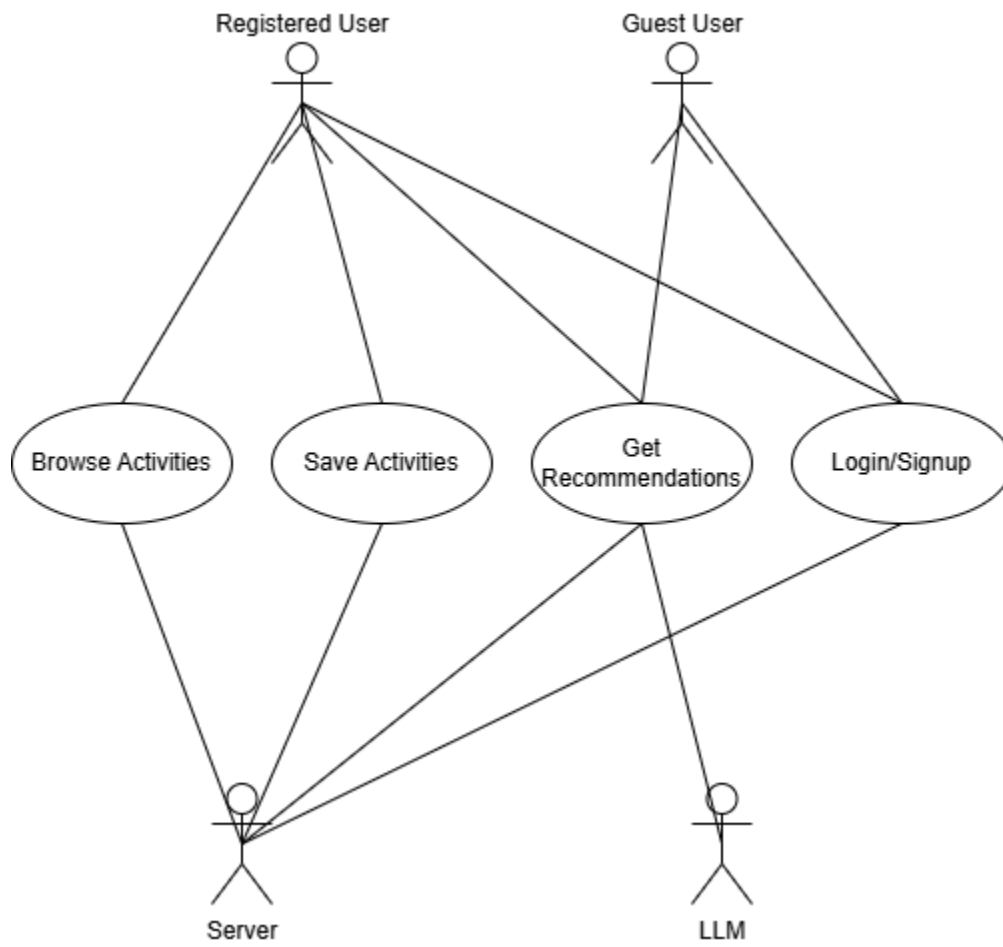 Registered User
Guest User
Browse Activities
Save Activities
Get
Recommendations
Login/Signup
Server
LLM